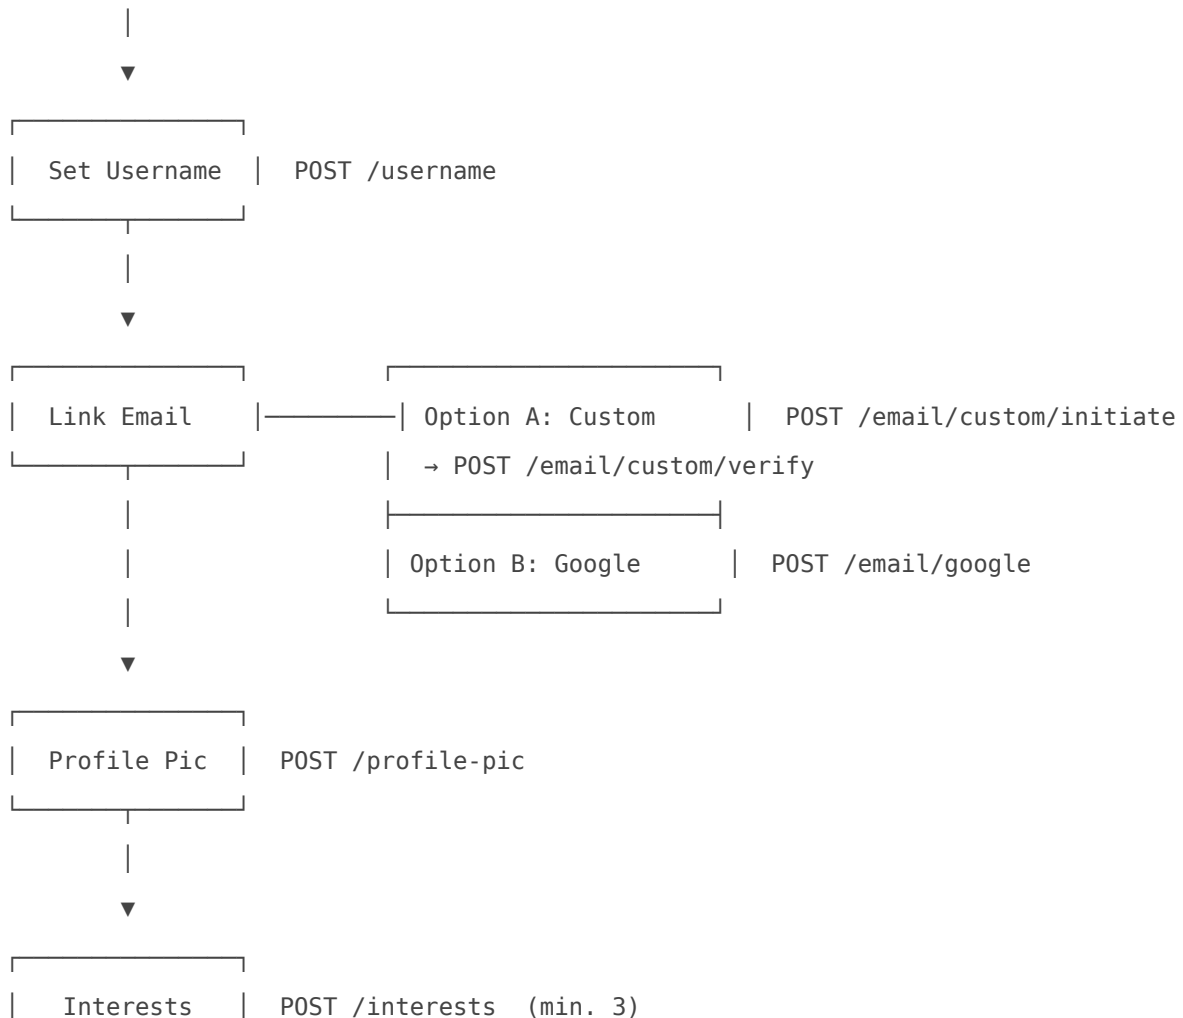 Set Username POST /username
Link Email Option A: Custom POST /email/custom/initiate
→ POST /email/custom/verify
Option B: Google POST /email/google
Profile Pic POST /profile-pic
Interests POST /interests (min. 3)